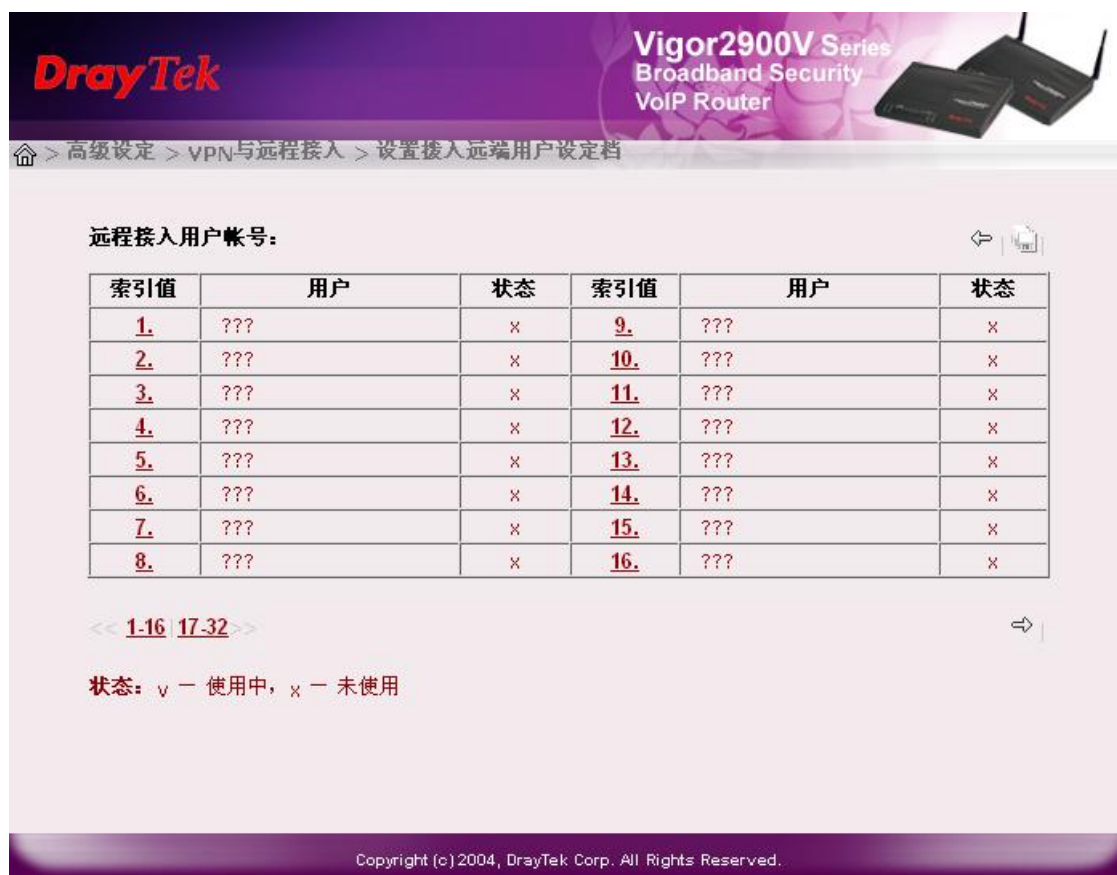 DrayTek
Vigor2900V Series
Broadband Security
VoIP Router
> 高级设定 > VPN与远程接入 > 设置拨入远端用户设定档
远程接入用户帐号：
索引值 用户 状态 索引值 用户 状态
1. ??? x 9. ??? x
2. ??? x 10. ??? x
3. ??? x 11. ??? x
4. ??? x 12. ??? x
5. ??? x 13. ??? x
6. ??? x 14. ??? x
7. ??? x 15. ??? x
8. ??? x 16. ??? x
<< 1-16 | 17-32 >>
状态：v — 使用中，x — 未使用
Copyright (c) 2004, DrayTek Corp. All Rights Reserved.